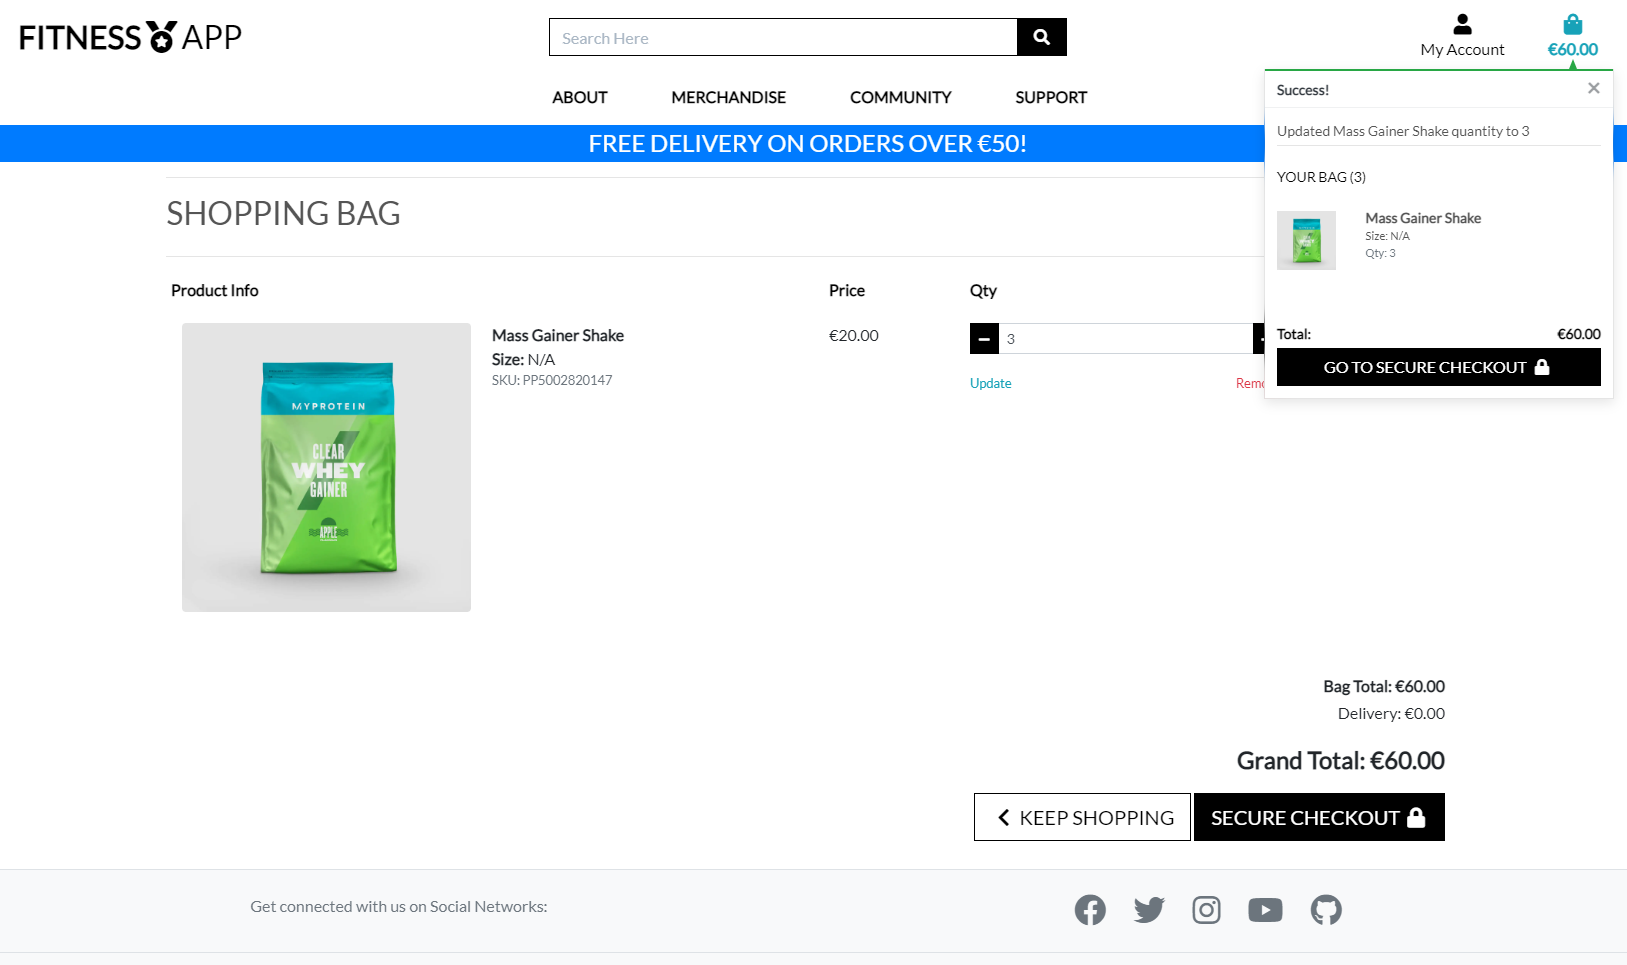 FITNESS APP
Search Here
My Account
€60.00
ABOUT
MERCHANDISE
COMMUNITY
SUPPORT
FREE DELIVERY ON ORDERS OVER €50!
Success!
×
Updated Mass Gainer Shake quantity to 3
YOUR BAG (3)
Mass Gainer Shake
Size: N/A
Qty: 3
Total: €60.00
GO TO SECURE CHECKOUT
SHOPPING BAG
Product Info
Price
Qty
MYPROTEIN
CLEAR
WHEY
GAINER
APPLE
Mass Gainer Shake
Size: N/A
SKU: PP5002820147
€20.00
3
Update
Remo
Bag Total: €60.00
Delivery: €0.00
Grand Total: €60.00
KEEP SHOPPING
SECURE CHECKOUT
Get connected with us on Social Networks: